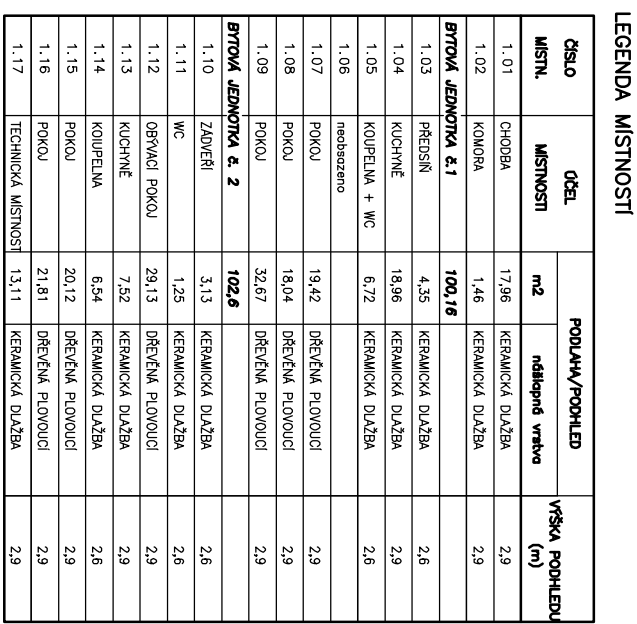 LEGENDA MÍSTNOSTÍ
ČÍSLO MÍSTN. ÚČEL MÍSTNOSTI PODLAHA/PODHLED VÝŠKA PODHLEDU (m)
m2 nášlapná vrstva
1.01 CHODBA 17,96 KERAMICKÁ DLAŽBA 2,9
1.02 KOMORA 1,46 KERAMICKÁ DLAŽBA 2,9
BYTOVÁ JEDNOTKA č.1 100,16
1.03 PŘEDSÍŇ 4,35 KERAMICKÁ DLAŽBA 2,6
1.04 KUCHYNĚ 18,96 KERAMICKÁ DLAŽBA 2,9
1.05 KOUPELNA + WC 6,72 KERAMICKÁ DLAŽBA 2,6
1.06 neobsazeno
1.07 POKOJ 19,42 DŘEVĚNÁ PLOVOUCÍ 2,9
1.08 POKOJ 18,04 DŘEVĚNÁ PLOVOUCÍ 2,9
1.09 POKOJ 32,67 DŘEVĚNÁ PLOVOUCÍ 2,9
BYTOVÁ JEDNOTKA č. 2 102,6
1.10 ZÁDVEŘÍ 3,13 KERAMICKÁ DLAŽBA 2,6
1.11 WC 1,25 KERAMICKÁ DLAŽBA 2,6
1.12 OBÝVACÍ POKOJ 29,13 DŘEVĚNÁ PLOVOUCÍ 2,9
1.13 KUCHYNĚ 7,52 KERAMICKÁ DLAŽBA 2,9
1.14 KOIUPELNA 6,54 KERAMICKÁ DLAŽBA 2,6
1.15 POKOJ 20,12 DŘEVĚNÁ PLOVOUCÍ 2,9
1.16 POKOJ 21,81 DŘEVĚNÁ PLOVOUCÍ 2,9
1.17 TECHNICKÁ MÍSTNOST 13,11 KERAMICKÁ DLAŽBA 2,9